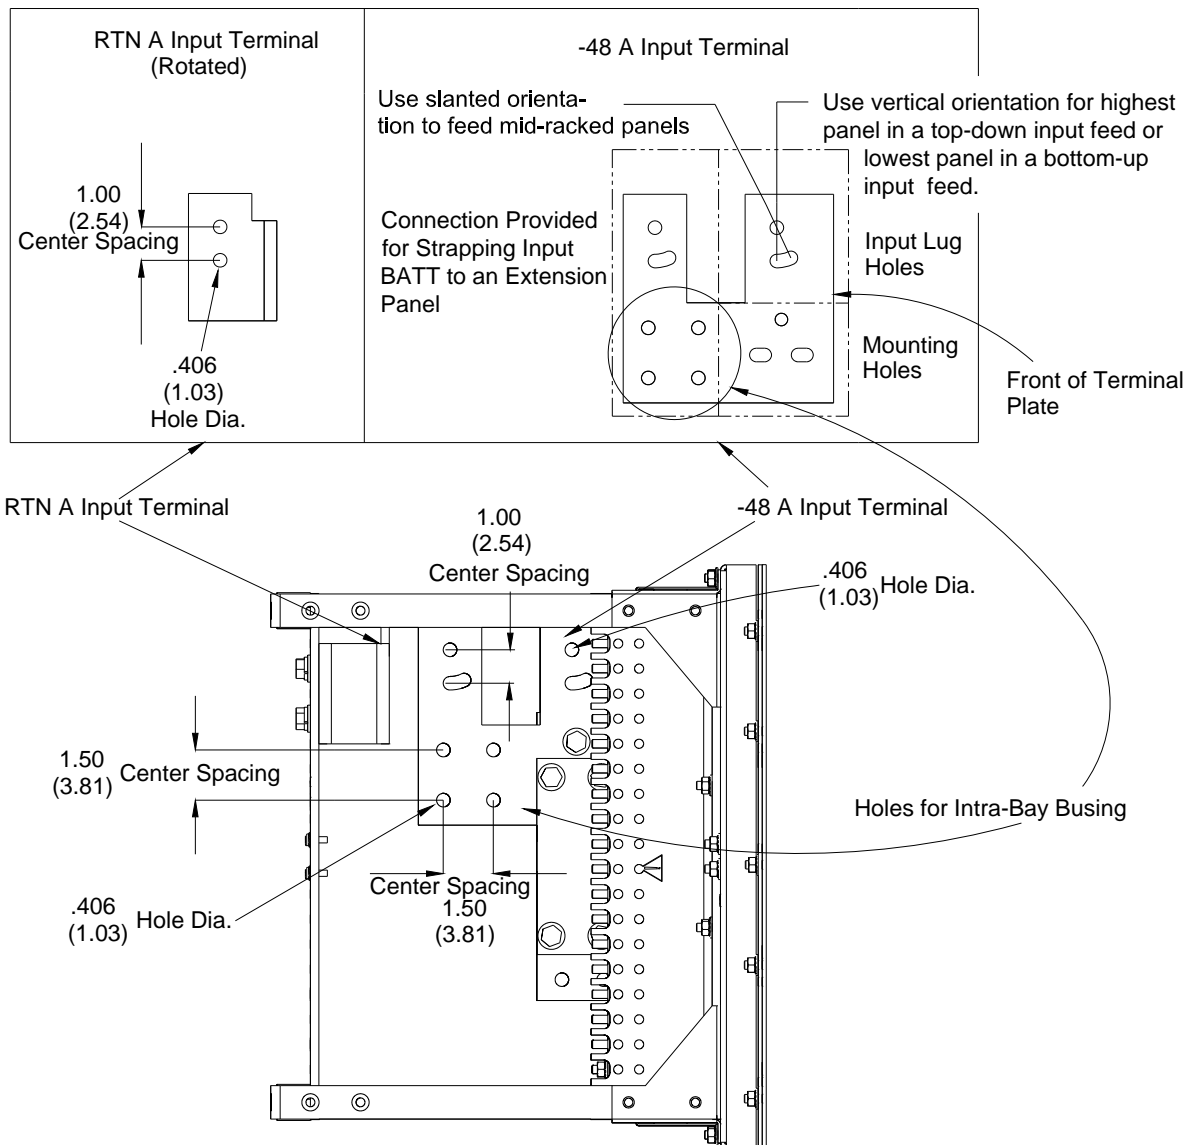 RTN A Input Terminal
(Rotated)
1.00
(2.54)
Center Spacing
.406
(1.03)
Hole Dia.
-48 A Input Terminal
Use slanted orienta-
tion to feed mid-racked panels
Use vertical orientation for highest
panel in a top-down input feed or
lowest panel in a bottom-up
input feed.
Connection Provided
for Strapping Input
BATT to an Extension
Panel
Input Lug
Holes
Mounting
Holes
Front of Terminal
Plate
RTN A Input Terminal
-48 A Input Terminal
1.00
(2.54)
Center Spacing
.406
(1.03)
Hole Dia.
1.50
(3.81)
Center Spacing
Holes for Intra-Bay Busing
Center Spacing
1.50
(3.81)
.406
(1.03)
Hole Dia.